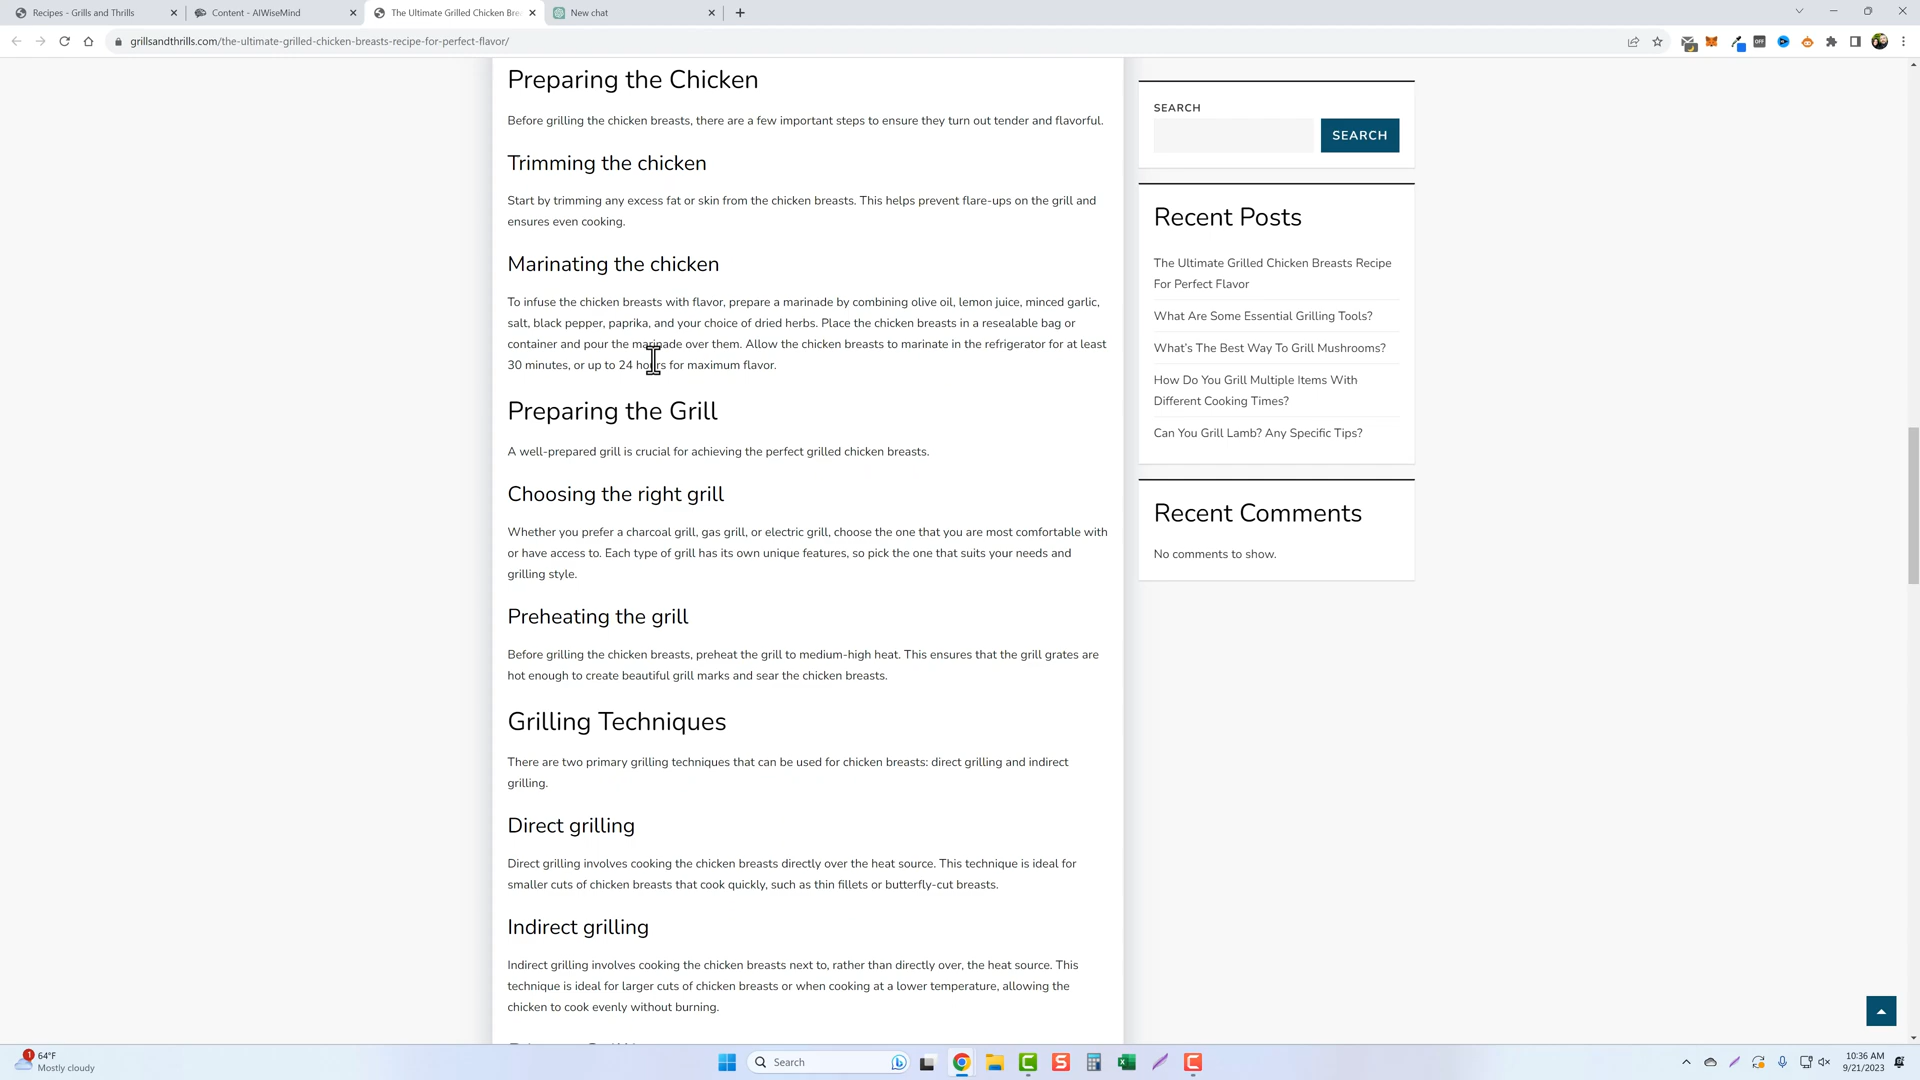 Recipes - Grills and Thrills
Content - AIWiseMind
The Ultimate Grilled Chicken Bre
New chat
grillsandthrills.com/the-ultimate-grilled-chicken-breasts-recipe-for-perfect-flavor/
Preparing the Chicken
Before grilling the chicken breasts, there are a few important steps to ensure they turn out tender and flavorful.
Trimming the chicken
Start by trimming any excess fat or skin from the chicken breasts. This helps prevent flare-ups on the grill and
ensures even cooking.
Marinating the chicken
To infuse the chicken breasts with flavor, prepare a marinade by combining olive oil, lemon juice, minced garlic,
salt, black pepper, paprika, and your choice of dried herbs. Place the chicken breasts in a resealable bag or
container and pour the marinade over them. Allow the chicken breasts to marinate in the refrigerator for at least
30 minutes, or up to 24 hours for maximum flavor.
Preparing the Grill
A well-prepared grill is crucial for achieving the perfect grilled chicken breasts.
Choosing the right grill
Whether you prefer a charcoal grill, gas grill, or electric grill, choose the one that you are most comfortable with
or have access to. Each type of grill has its own unique features, so pick the one that suits your needs and
grilling style.
Preheating the grill
Before grilling the chicken breasts, preheat the grill to medium-high heat. This ensures that the grill grates are
hot enough to create beautiful grill marks and sear the chicken breasts.
Grilling Techniques
There are two primary grilling techniques that can be used for chicken breasts: direct grilling and indirect
grilling.
Direct grilling
Direct grilling involves cooking the chicken breasts directly over the heat source. This technique is ideal for
smaller cuts of chicken breasts that cook quickly, such as thin fillets or butterfly-cut breasts.
Indirect grilling
Indirect grilling involves cooking the chicken breasts next to, rather than directly over, the heat source. This
technique is ideal for larger cuts of chicken breasts or when cooking at a lower temperature, allowing the
chicken to cook evenly without burning.
SEARCH
SEARCH
Recent Posts
The Ultimate Grilled Chicken Breasts Recipe
For Perfect Flavor
What Are Some Essential Grilling Tools?
What's The Best Way To Grill Mushrooms?
How Do You Grill Multiple Items With
Different Cooking Times?
Can You Grill Lamb? Any Specific Tips?
Recent Comments
No comments to show.
1
64°F
Mostly cloudy
Search
10:36 AM
9/21/2023